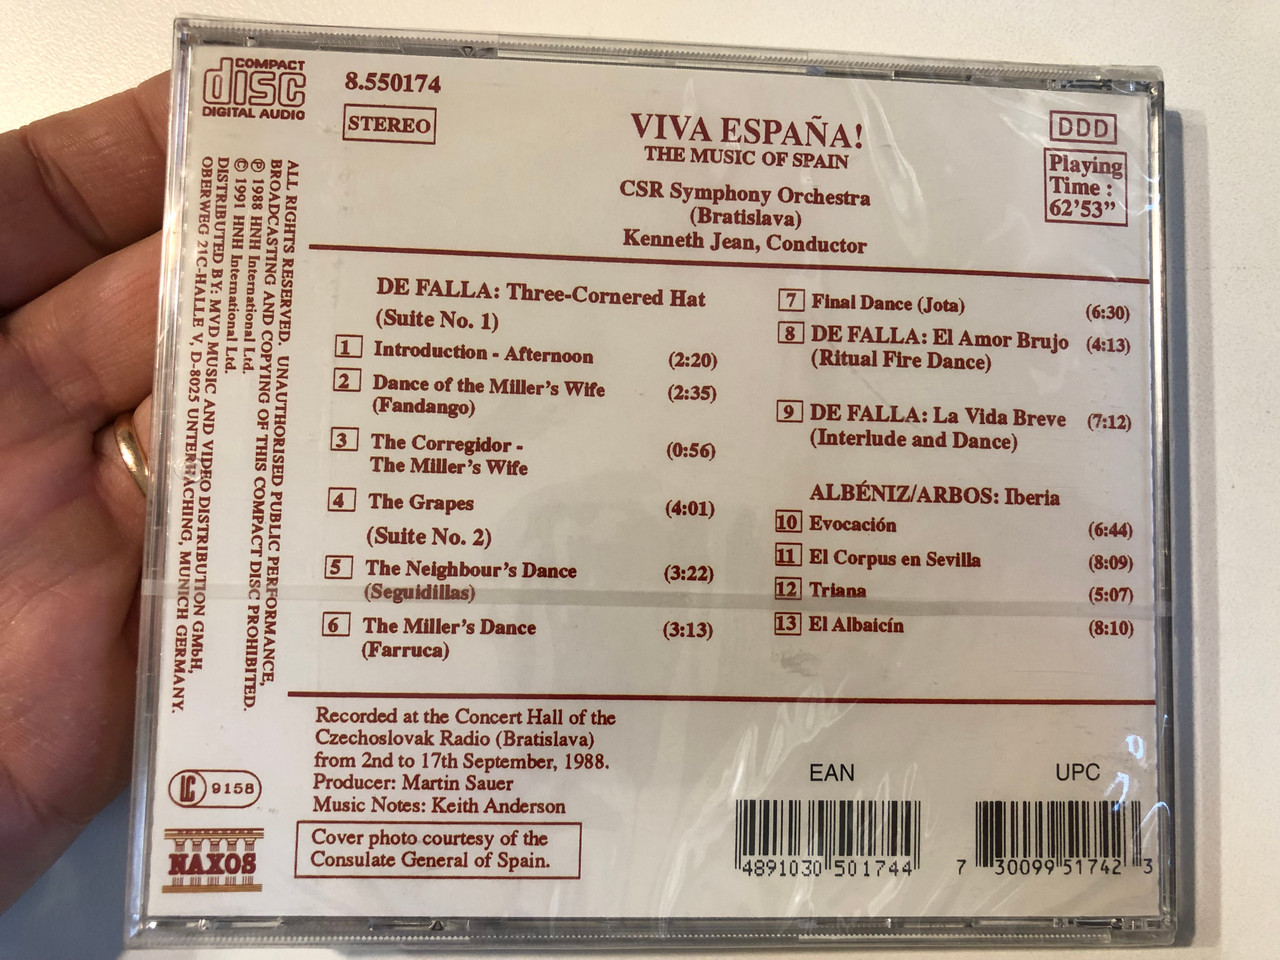 COMPACT
disc
DIGITAL AUDIO
8.550174
STEREO
VIVA ESPAÑA!
THE MUSIC OF SPAIN
CSR Symphony Orchestra
(Bratislava)
Kenneth Jean, Conductor
DDD
Playing
Time :
62’53”
ALL RIGHTS RESERVED. UNAUTHORISED PUBLIC PERFORMANCE,
BROADCASTING AND COPYING OF THIS COMPACT DISC PROHIBITED.
℗ 1988 HNH International Ltd.
© 1991 HNH International Ltd.
DISTRIBUTED BY: MVD MUSIC AND VIDEO DISTRIBUTION GMbH,
OBERWEG 21C-HALLE V, D-8025 UNTERHACHING, MUNICH GERMANY.
DE FALLA: Three-Cornered Hat
(Suite No. 1)
1 Introduction - Afternoon (2:20)
2 Dance of the Miller’s Wife (2:35)
(Fandango)
3 The Corregidor - (0:56)
The Miller’s Wife
4 The Grapes (4:01)
(Suite No. 2)
5 The Neighbour’s Dance (3:22)
(Seguidillas)
6 The Miller’s Dance (3:13)
(Farruca)
7 Final Dance (Jota) (6:30)
8 DE FALLA: El Amor Brujo (4:13)
(Ritual Fire Dance)
9 DE FALLA: La Vida Breve (7:12)
(Interlude and Dance)
ALBÉNIZ/ARBOS: Iberia
10 Evocación (6:44)
11 El Corpus en Sevilla (8:09)
12 Triana (5:07)
13 El Albaicín (8:10)
Recorded at the Concert Hall of the
Czechoslovak Radio (Bratislava)
from 2nd to 17th September, 1988.
Producer: Martin Sauer
Music Notes: Keith Anderson
Cover photo courtesy of the
Consulate General of Spain.
LC 9158
NAXOS
EAN
4891030 501744
UPC
7 30099 51742 3